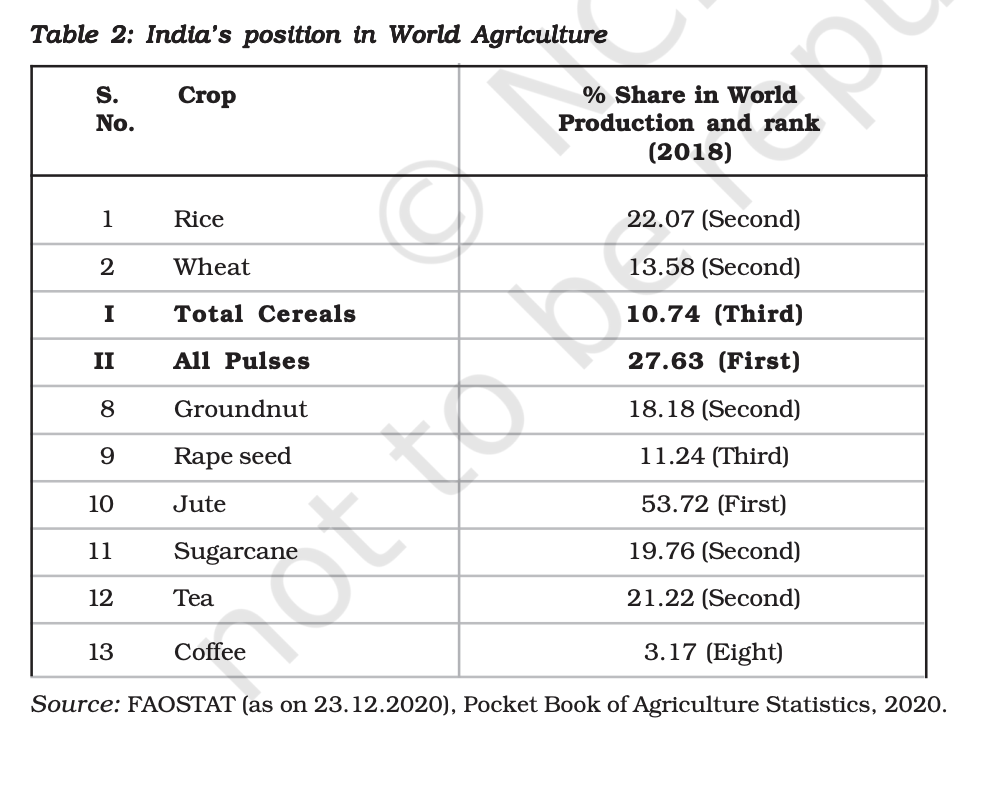 Table 2: India's position in World Agriculture
S. No. Crop % Share in World Production and rank (2018)
1 Rice 22.07 (Second)
2 Wheat 13.58 (Second)
I Total Cereals 10.74 (Third)
II All Pulses 27.63 (First)
8 Groundnut 18.18 (Second)
9 Rape seed 11.24 (Third)
10 Jute 53.72 (First)
11 Sugarcane 19.76 (Second)
12 Tea 21.22 (Second)
13 Coffee 3.17 (Eight)
Source: FAOSTAT (as on 23.12.2020), Pocket Book of Agriculture Statistics, 2020.
© NC
not to be repu